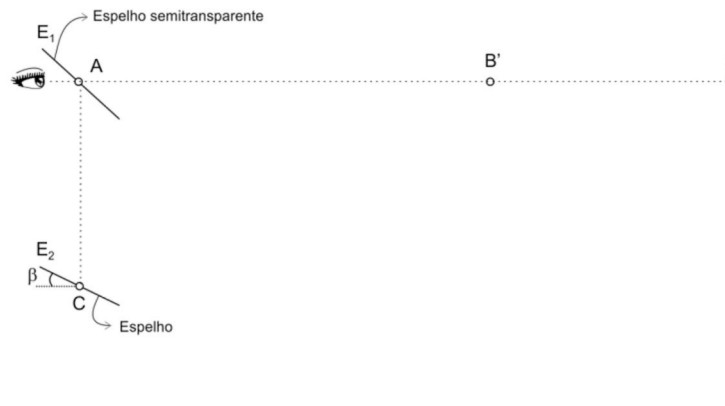 Espelho semitransparente
E₁
A
B’
E₂
β
C
Espelho